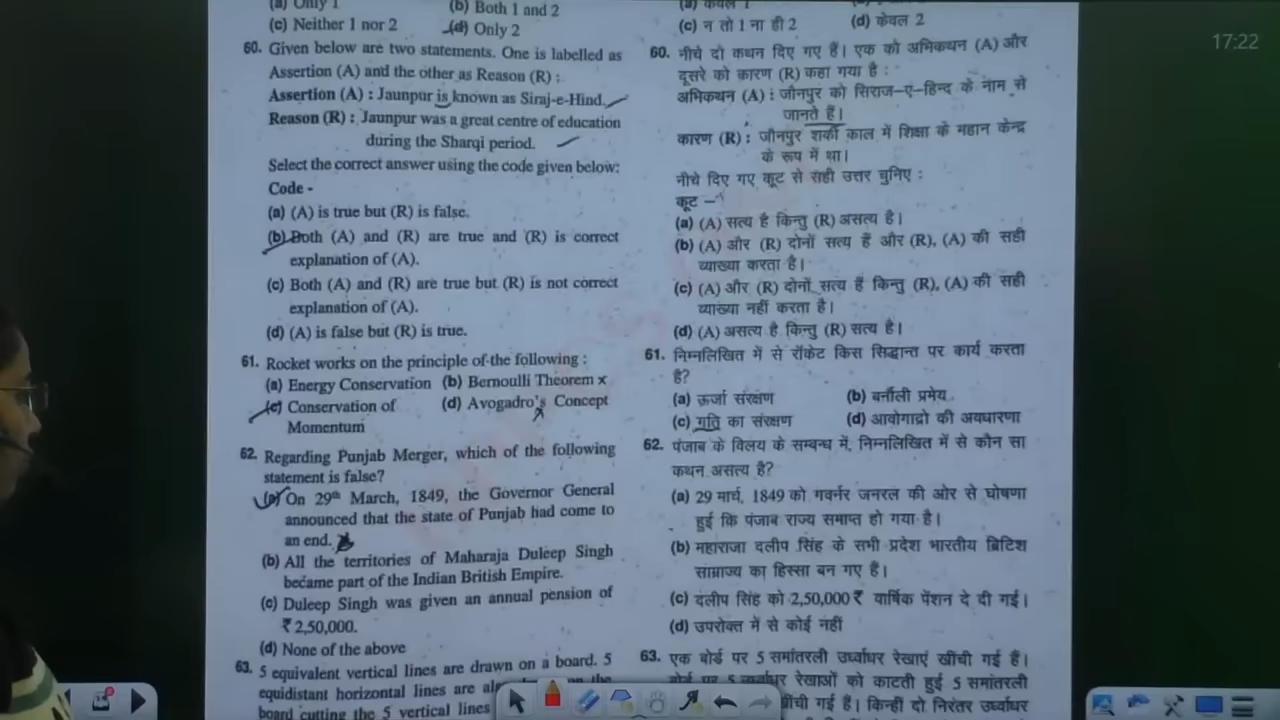 (a) Only 1
(b) Both 1 and 2
(c) Neither 1 nor 2
(d) Only 2
60. Given below are two statements. One is labelled as
Assertion (A) and the other as Reason (R) :
Assertion (A) : Jaunpur is known as Siraj-e-Hind.
Reason (R) : Jaunpur was a great centre of education
during the Sharqi period.
Select the correct answer using the code given below:
Code -
(a) (A) is true but (R) is false.
(b) Both (A) and (R) are true and (R) is correct
explanation of (A).
(c) Both (A) and (R) are true but (R) is not correct
explanation of (A).
(d) (A) is false but (R) is true.
61. Rocket works on the principle of the following :
(a) Energy Conservation (b) Bernoulli Theorem x
(c) Conservation of (d) Avogadro's Concept
Momentum
62. Regarding Punjab Merger, which of the following
statement is false?
(a) On 29th March, 1849, the Governor General
announced that the state of Punjab had come to
an end.
(b) All the territories of Maharaja Duleep Singh
became part of the Indian British Empire.
(c) Duleep Singh was given an annual pension of
₹ 2,50,000.
(d) None of the above
63. 5 equivalent vertical lines are drawn on a board. 5
equidistant horizontal lines are the
board cutting the 5 vertical lines
(a) केवल 1
(c) न तो 1 ना ही 2
(d) केवल 2
60. नीचे दो कथन दिए गए हैं। एक को अभिकथन (A) और
दूसरे को कारण (R) कहा गया है :
अभिकथन (A) : जौनपुर को सिराज-ए-हिन्द के नाम से
जानते हैं।
कारण (R) : जौनपुर शर्की काल में शिक्षा के महान केन्द्र
के रूप में था।
नीचे दिए गए कूट से सही उत्तर चुनिए :
कूट –
(a) (A) सत्य है किन्तु (R) असत्य है।
(b) (A) और (R) दोनों सत्य हैं और (R), (A) की सही
व्याख्या करता है।
(c) (A) और (R) दोनों सत्य हैं किन्तु (R), (A) की सही
व्याख्या नहीं करता है।
(d) (A) असत्य है किन्तु (R) सत्य है।
61. निम्नलिखित में से रॉकेट किस सिद्धान्त पर कार्य करता
है?
(a) ऊर्जा संरक्षण (b) बर्नौली प्रमेय
(c) गति का संरक्षण (d) आवोगाद्रो की अवधारणा
62. पंजाब के विलय के सम्बन्ध में, निम्नलिखित में से कौन सा
कथन असत्य है?
(a) 29 मार्च, 1849 को गवर्नर जनरल की ओर से घोषणा
हुई कि पंजाब राज्य समाप्त हो गया है।
(b) महाराजा दलीप सिंह के सभी प्रदेश भारतीय ब्रिटिश
साम्राज्य का हिस्सा बन गए हैं।
(c) दलीप सिंह को 2,50,000 ₹ वार्षिक पेंशन दे दी गई।
(d) उपरोक्त में से कोई नहीं
63. एक बोर्ड पर 5 समांतरली उर्ध्वाधर रेखाएं खींची गई हैं।
बोर्ड पर 5 उर्ध्वाधर रेखाओं को काटती हुई 5 समांतरली
खींची गई हैं। किन्हीं दो निरंतर उर्ध्वाधर
17:22